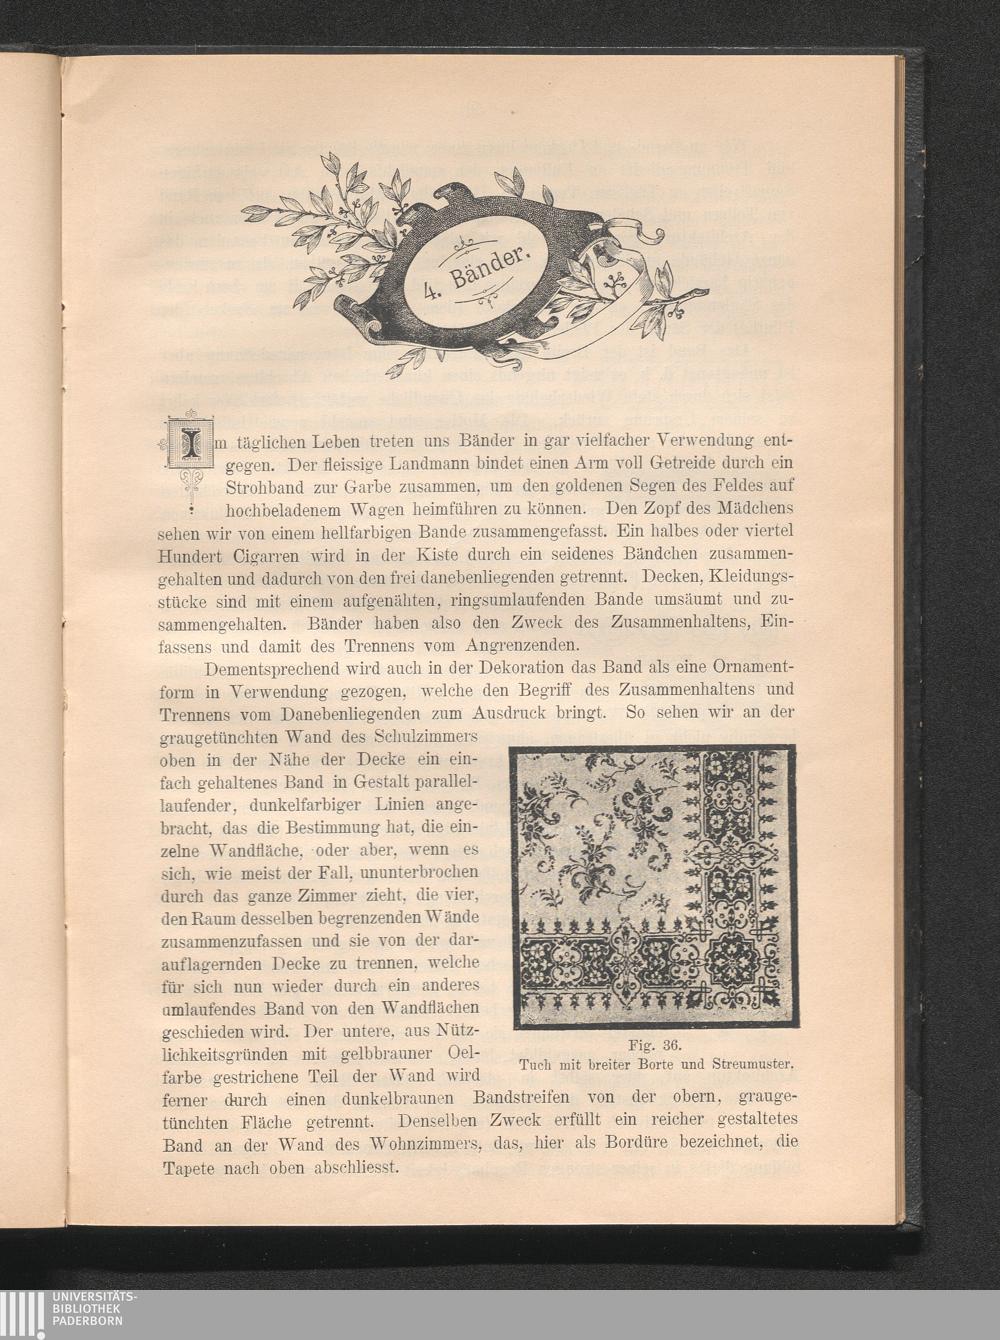 4. Bänder.
Im täglichen Leben treten uns Bänder in gar vielfacher Verwendung ent-
gegen. Der fleissige Landmann bindet einen Arm voll Getreide durch ein
Strohband zur Garbe zusammen, um den goldenen Segen des Feldes auf
hochbeladenem Wagen heimführen zu können. Den Zopf des Mädchens
sehen wir von einem hellfarbigen Bande zusammengefasst. Ein halbes oder viertel
Hundert Cigarren wird in der Kiste durch ein seidenes Bändchen zusammen-
gehalten und dadurch von den frei danebenliegenden getrennt. Decken, Kleidungs-
stücke sind mit einem aufgenähten, ringsumlaufenden Bande umsäumt und zu-
sammengehalten. Bänder haben also den Zweck des Zusammenhaltens, Ein-
fassens und damit des Trennens vom Angrenzenden.
Dementsprechend wird auch in der Dekoration das Band als eine Ornament-
form in Verwendung gezogen, welche den Begriff des Zusammenhaltens und
Trennens vom Danebenliegenden zum Ausdruck bringt. So sehen wir an der
graugetünchten Wand des Schulzimmers
oben in der Nähe der Decke ein ein-
fach gehaltenes Band in Gestalt parallel-
laufender, dunkelfarbiger Linien ange-
bracht, das die Bestimmung hat, die ein-
zelne Wandfläche, oder aber, wenn es
sich, wie meist der Fall, ununterbrochen
durch das ganze Zimmer zieht, die vier,
den Raum desselben begrenzenden Wände
zusammenzufassen und sie von der dar-
auflagernden Decke zu trennen, welche
für sich nun wieder durch ein anderes
umlaufendes Band von den Wandflächen
geschieden wird. Der untere, aus Nütz-
lichkeitsgründen mit gelbbrauner Oel-
farbe gestrichene Teil der Wand wird
ferner durch einen dunkelbraunen Bandstreifen von der obern, grauge-
tünchten Fläche getrennt. Denselben Zweck erfüllt ein reicher gestaltetes
Band an der Wand des Wohnzimmers, das, hier als Bordüre bezeichnet, die
Tapete nach oben abschliesst.
Fig. 36.
Tuch mit breiter Borte und Streumuster.
UNIVERSITÄTS-
BIBLIOTHEK
PADERBORN